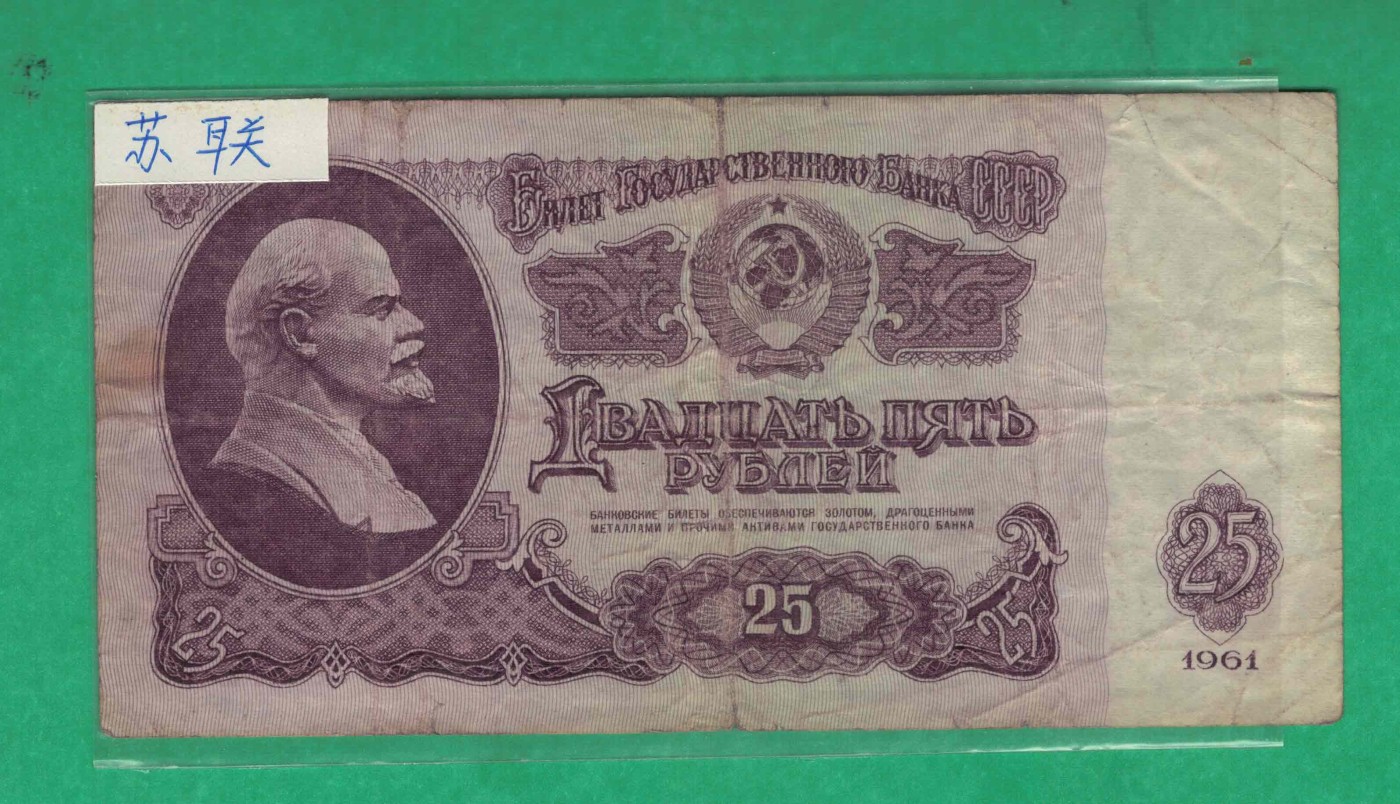 苏联
Билет Государственного Банка СССР
Двадцать пять
рублей
БАНКОВСКИЕ БИЛЕТЫ ОБЕСПЕЧИВАЮТСЯ ЗОЛОТОМ, ДРАГОЦЕННЫМИ
МЕТАЛЛАМИ И ПРОЧИМИ АКТИВАМИ ГОСУДАРСТВЕННОГО БАНКА
25
25
25
25
1961